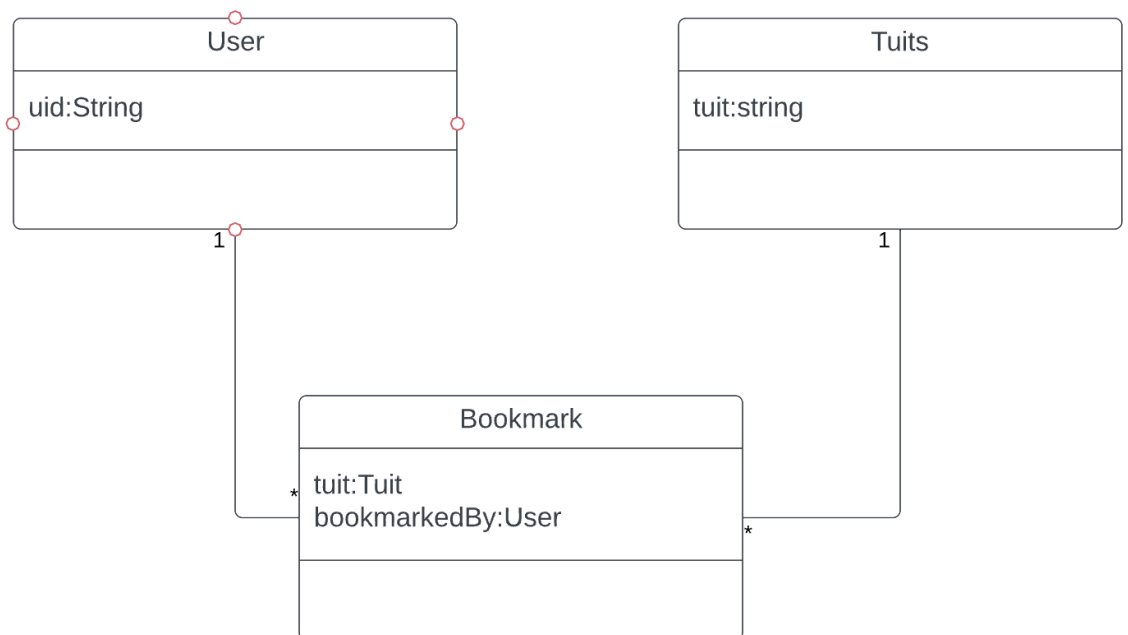 User
uid:String
Tuits
tuit:string
1
1
Bookmark
tuit:Tuit
bookmarkedBy:User
*
*